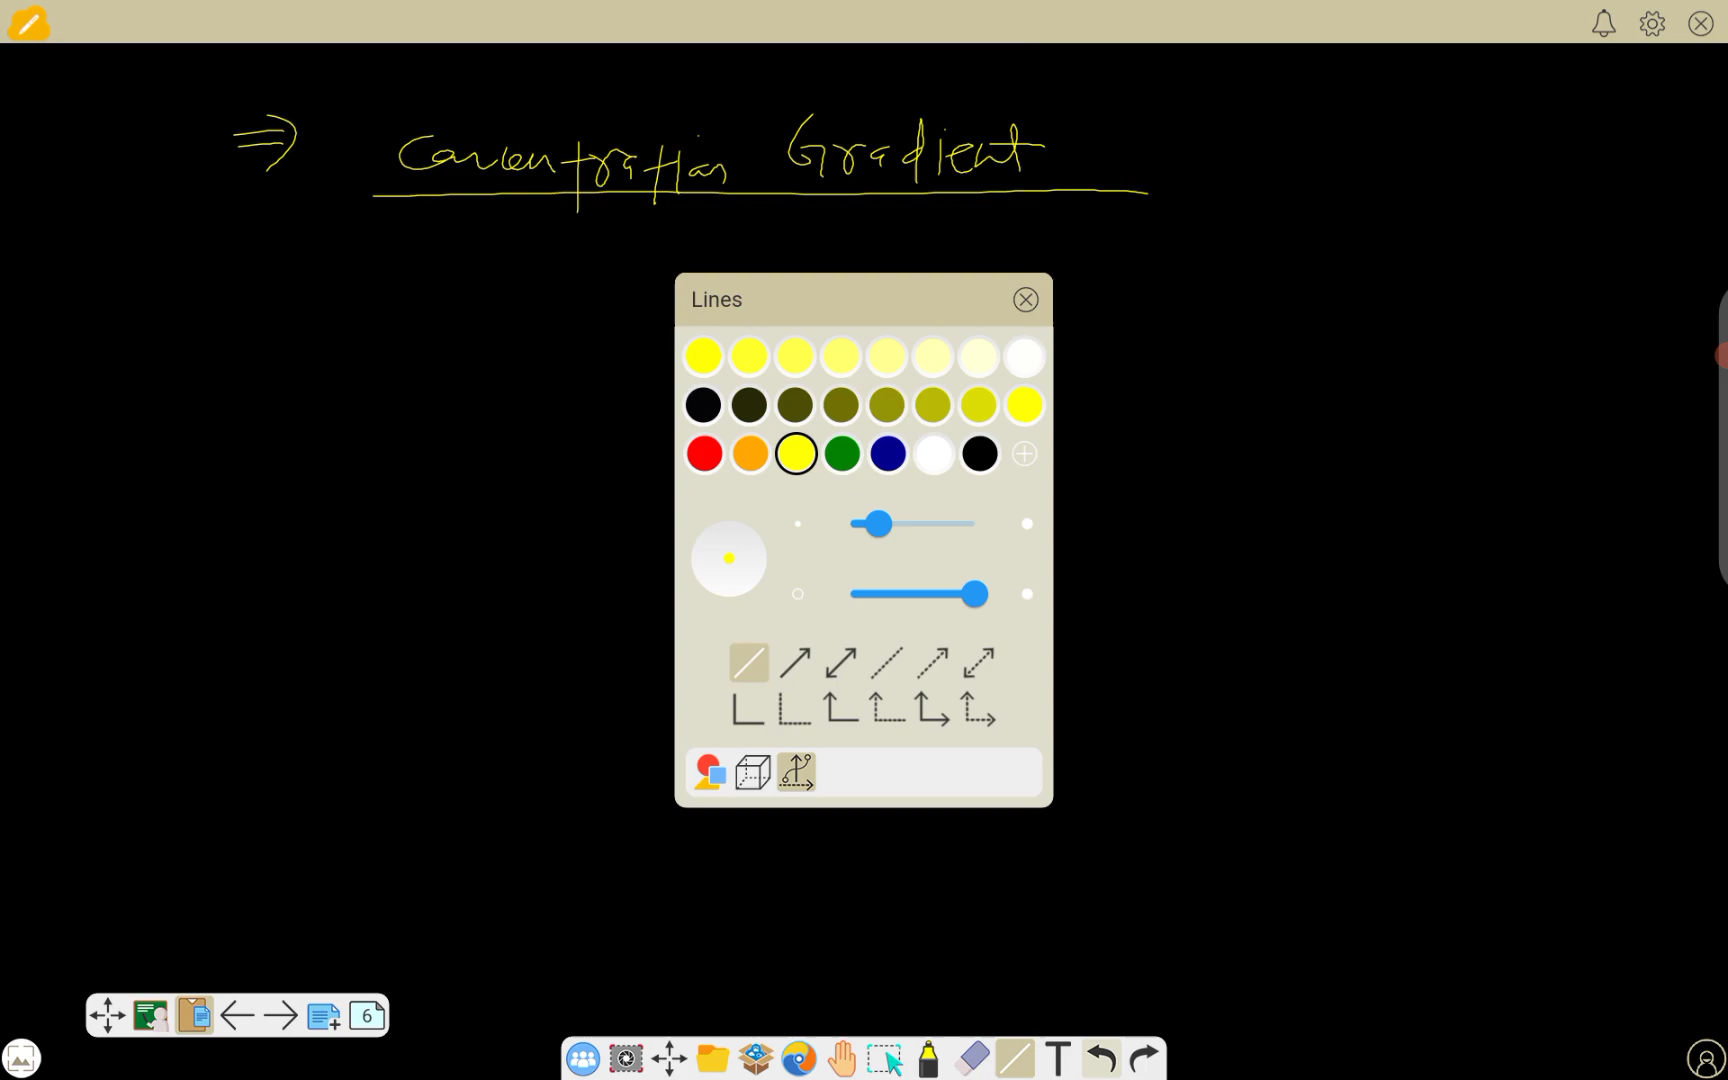 ⇒ Concentration Gradient
Lines
6
T